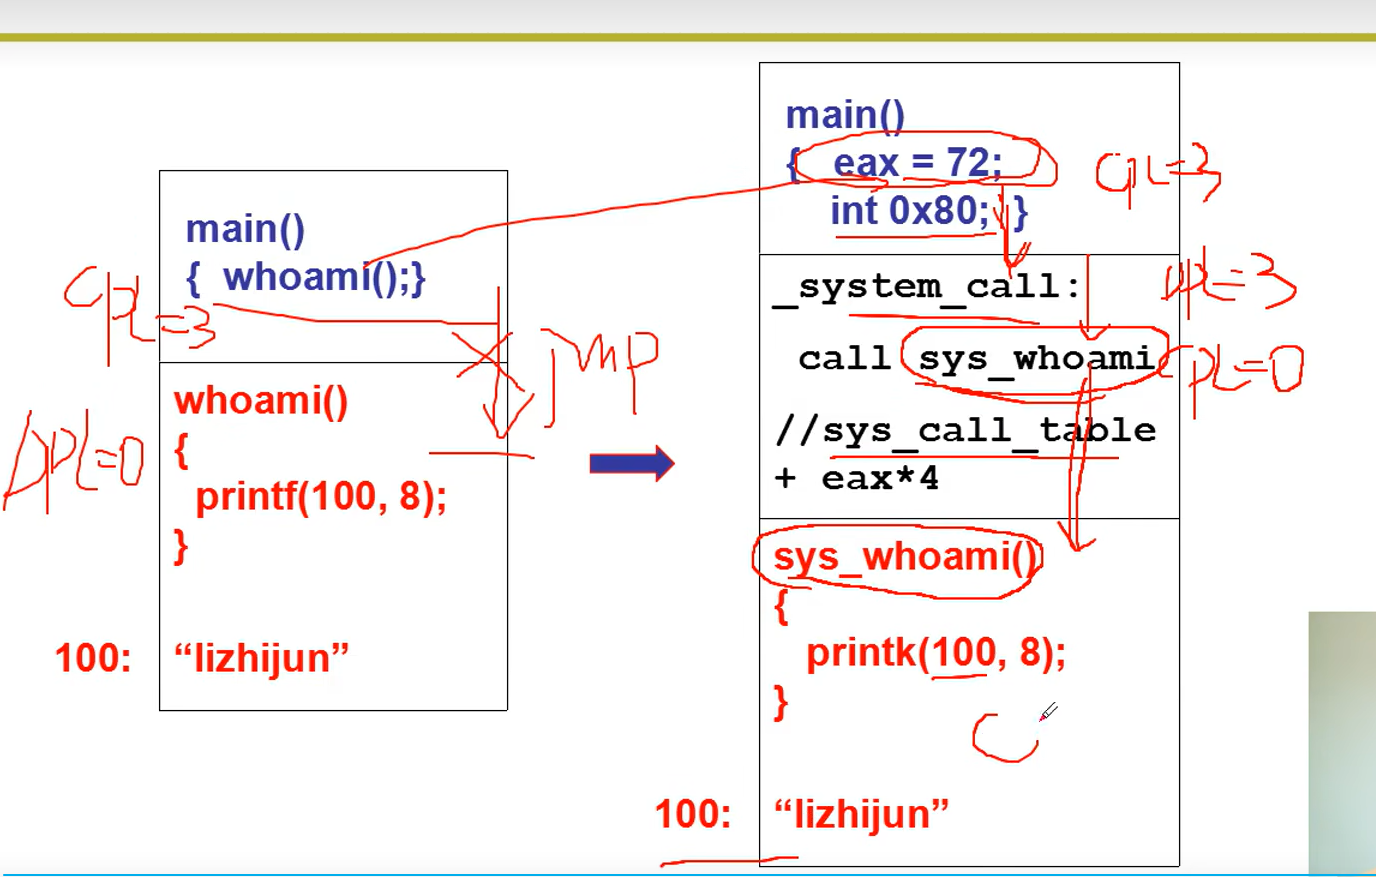 main()
{ whoami();}
cpL=3
jmp
whoami()
DPL=0
{
printf(100, 8);
}
100: “lizhijun”
main()
{ eax = 72;
cpL=3
int 0x80; }
_system_call:
DpL=3
call sys_whoami
CPL=0
//sys_call_table
+ eax*4
sys_whoami()
{
printk(100, 8);
}
100: “lizhijun”